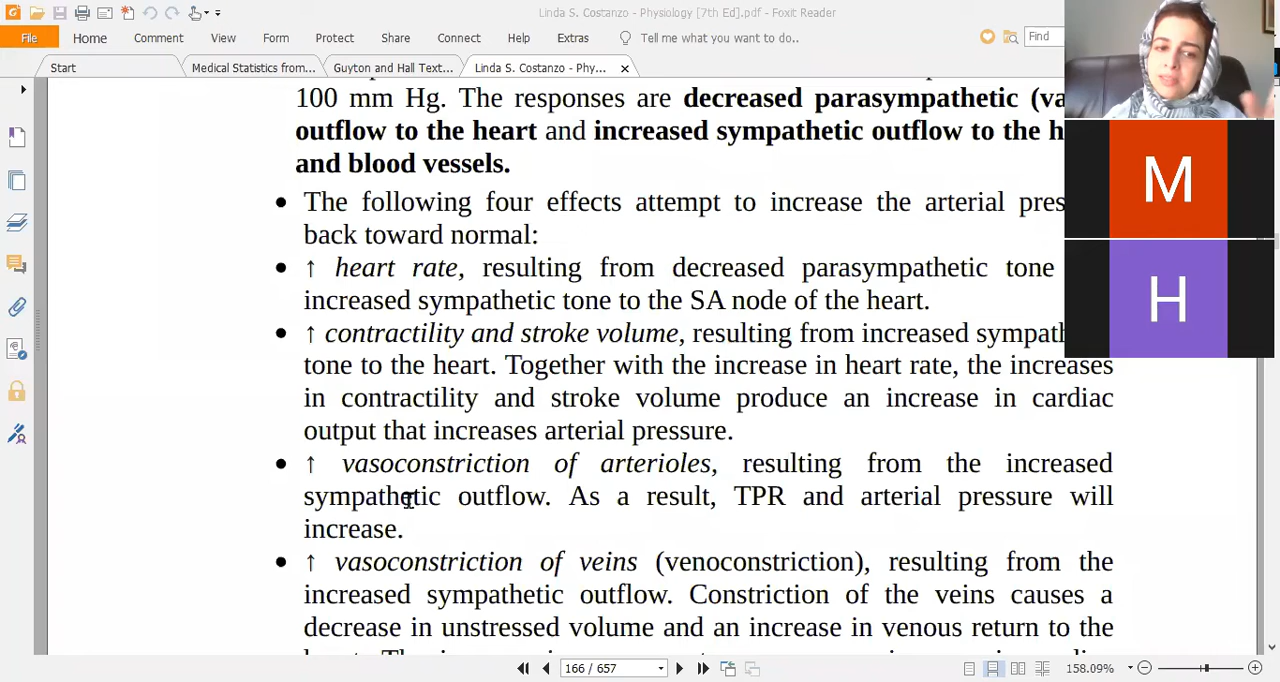 Linda S. Costanzo - Physiology [7th Ed].pdf - Foxit Reader
File Home Comment View Form Protect Share Connect Help Extras Tell me what you want to do.. Find
Start Medical Statistics from... Guyton and Hall Text... Linda S. Costanzo - Phy...
100 mm Hg. The responses are decreased parasympathetic (va
outflow to the heart and increased sympathetic outflow to the h
and blood vessels.
• The following four effects attempt to increase the arterial pres
back toward normal:
• ↑ heart rate, resulting from decreased parasympathetic tone
increased sympathetic tone to the SA node of the heart.
• ↑ contractility and stroke volume, resulting from increased sympath
tone to the heart. Together with the increase in heart rate, the increases
in contractility and stroke volume produce an increase in cardiac
output that increases arterial pressure.
• ↑ vasoconstriction of arterioles, resulting from the increased
sympathetic outflow. As a result, TPR and arterial pressure will
increase.
• ↑ vasoconstriction of veins (venoconstriction), resulting from the
increased sympathetic outflow. Constriction of the veins causes a
decrease in unstressed volume and an increase in venous return to the
M
H
166 / 657
158.09%